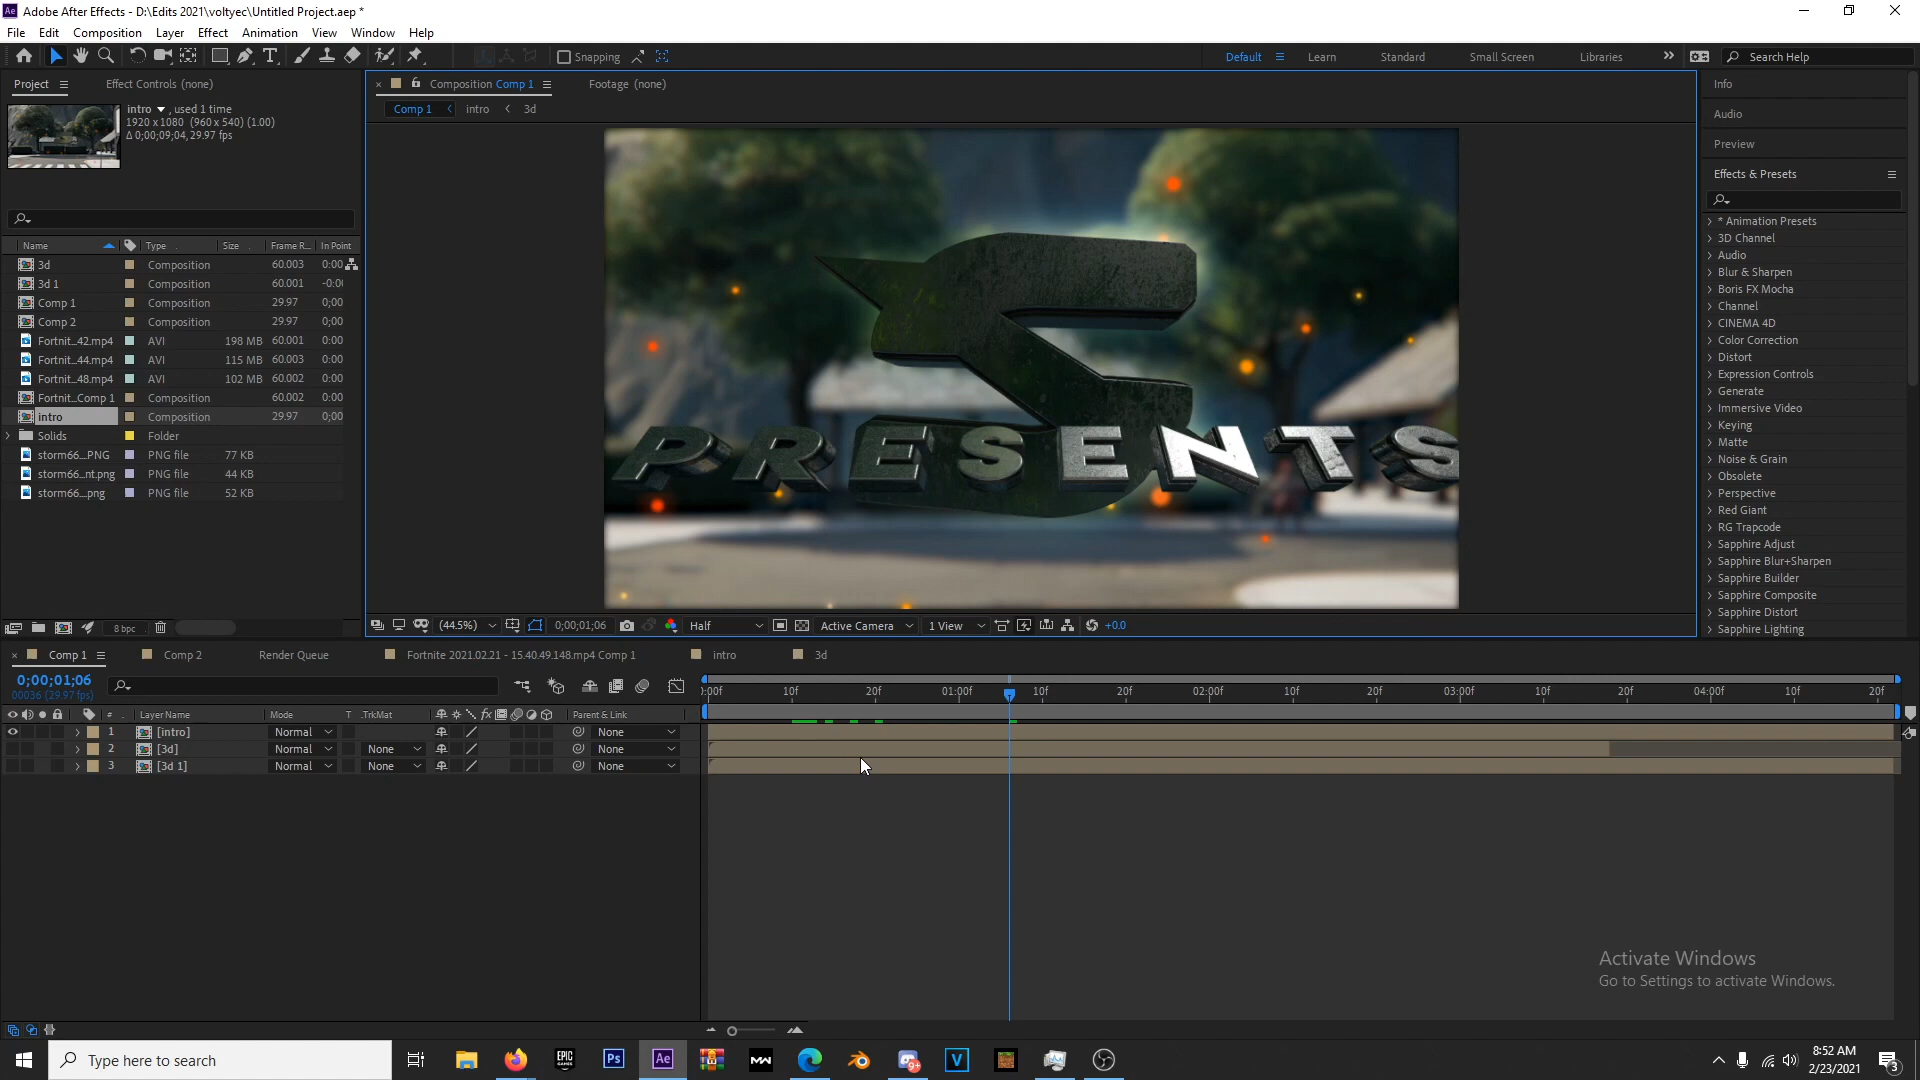 Adobe After Effects - D:\Edits 2021\voltyec\Untitled Project.aep *
File Edit Composition Layer Effect Animation View Window Help
Snapping
Default Learn Standard Small Screen Libraries Search Help
Project Effect Controls (none)
intro , used 1 time
1920 x 1080 (960 x 540) (1.00)
Δ 0;00;09;04, 29.97 fps
Composition Comp 1 Footage (none)
Comp 1 intro 3d
PRESENTS
Name Type Size Frame R... In Point
3d Composition 60.003 0:00
3d 1 Composition 60.001 -0:00
Comp 1 Composition 29.97 0;00
Comp 2 Composition 29.97 0;00
Fortnit...42.mp4 AVI 198 MB 60.001 0:00
Fortnit...44.mp4 AVI 115 MB 60.003 0:00
Fortnit...48.mp4 AVI 102 MB 60.002 0:00
Fortnit...Comp 1 Composition 60.002 0:00
intro Composition 29.97 0;00
Solids Folder
storm66....PNG PNG file 77 KB
storm66...nt.png PNG file 44 KB
storm66...png PNG file 52 KB
8 bpc
(44.5%) 0;00;01;06 Half Active Camera 1 View +0.0
Info
Audio
Preview
Effects & Presets
* Animation Presets
3D Channel
Audio
Blur & Sharpen
Boris FX Mocha
Channel
CINEMA 4D
Color Correction
Distort
Expression Controls
Generate
Immersive Video
Keying
Matte
Noise & Grain
Obsolete
Perspective
Red Giant
RG Trapcode
Sapphire Adjust
Sapphire Blur+Sharpen
Sapphire Builder
Sapphire Composite
Sapphire Distort
Sapphire Lighting
Comp 1 Comp 2 Render Queue Fortnite 2021.02.21 - 15.40.49.148.mp4 Comp 1 intro 3d
0;00;01;06
00036 (29.97 fps)
:00f 10f 20f 01:00f 10f 20f 02:00f 10f 20f 03:00f 10f 20f 04:00f 10f 20f
# Layer Name Mode T .TrkMat Parent & Link
1 [intro] Normal None
2 [3d] Normal None None
3 [3d 1] Normal None None
Activate Windows
Go to Settings to activate Windows.
Type here to search
EPIC GAMES
Ps
Ae
MW
9+
V
8:52 AM
2/23/2021
3